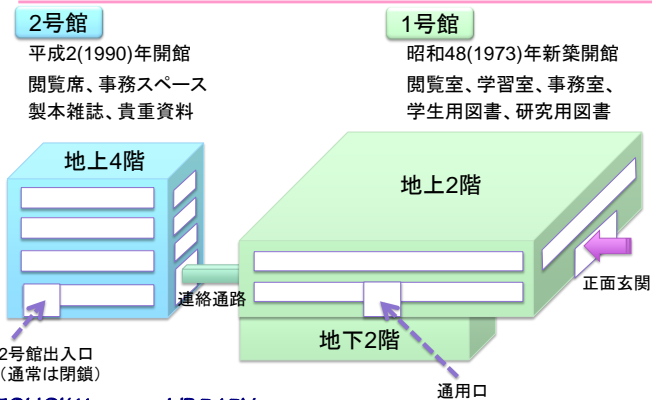 2号館
平成2(1990)年開館
閲覧席、事務スペース
製本雑誌、貴重資料
1号館
昭和48(1973)年新築開館
閲覧室、学習室、事務室、
学生用図書、研究用図書
地上4階
地上2階
連絡通路
正面玄関
地下2階
2号館出入口
(通常は閉鎖)
通用口